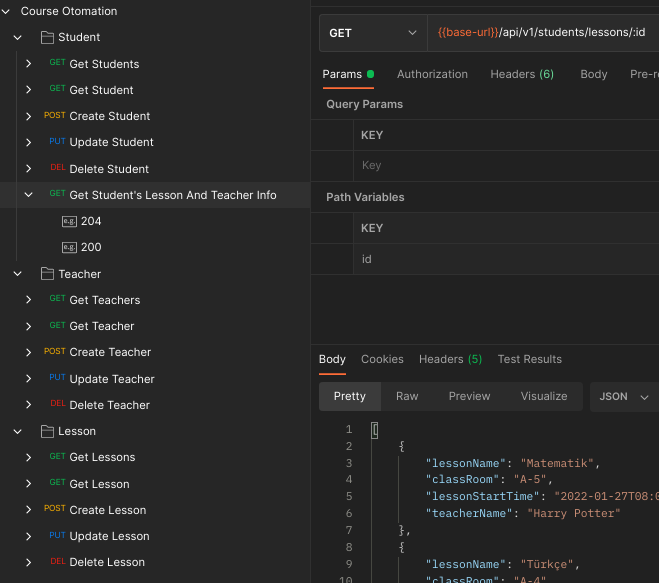 Course Otomation
Student
GET Get Students
GET Get Student
POST Create Student
PUT Update Student
DEL Delete Student
GET Get Student's Lesson And Teacher Info
e.g. 204
e.g. 200
Teacher
GET Get Teachers
GET Get Teacher
POST Create Teacher
PUT Update Teacher
DEL Delete Teacher
Lesson
GET Get Lessons
GET Get Lesson
POST Create Lesson
PUT Update Lesson
DEL Delete Lesson
GET {{base-url}}/api/v1/students/lessons/:id
Params Authorization Headers (6) Body Pre-r
Query Params
KEY
Key
Path Variables
KEY
id
Body Cookies Headers (5) Test Results
Pretty Raw Preview Visualize JSON
1 [
2 {
3 "lessonName": "Matematik",
4 "classRoom": "A-5",
5 "lessonStartTime": "2022-01-27T08:0
6 "teacherName": "Harry Potter"
7 },
8 {
9 "lessonName": "Türkçe",
10 "classRoom": "A-4"